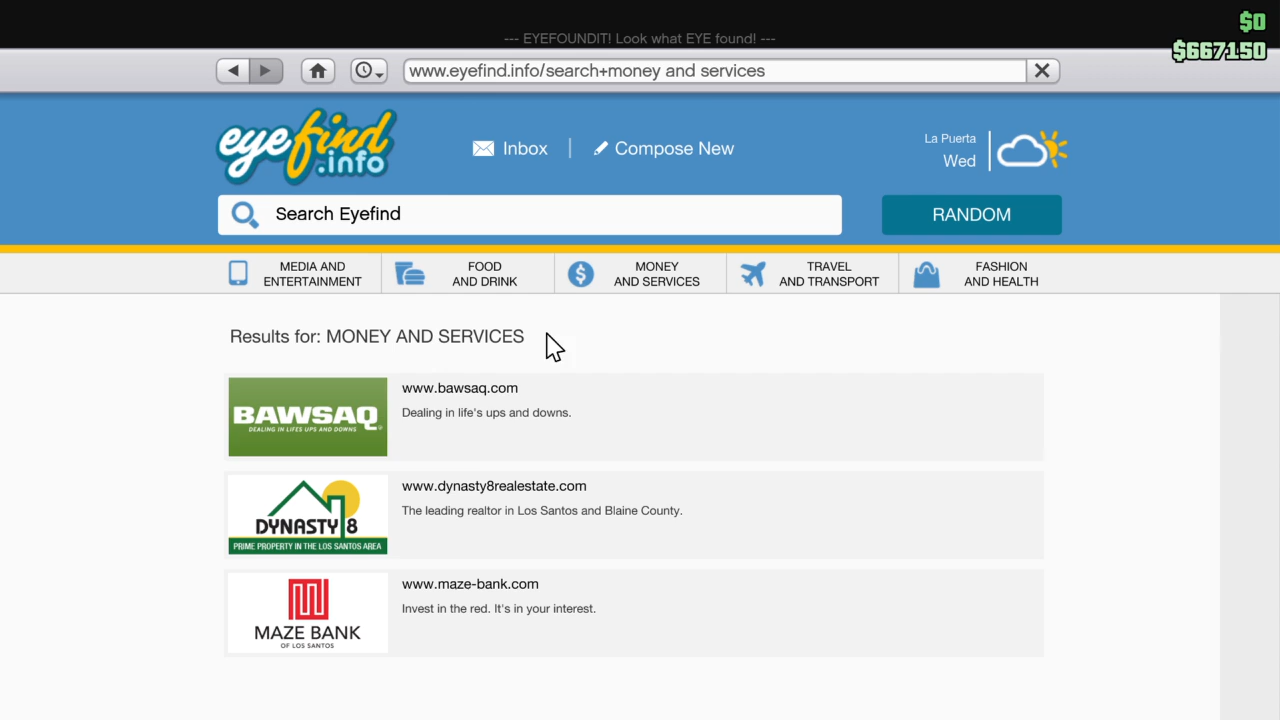 --- EYEFOUNDIT! Look what EYE found! ---
$0
$667150
www.eyefind.info/search+money and services
eyefind
.info
Inbox
Compose New
La Puerta
Wed
Search Eyefind
RANDOM
MEDIA AND
ENTERTAINMENT
FOOD
AND DRINK
MONEY
AND SERVICES
TRAVEL
AND TRANSPORT
FASHION
AND HEALTH
Results for: MONEY AND SERVICES
BAWSAQ
DEALING IN LIFES UPS AND DOWNS
www.bawsaq.com
Dealing in life's ups and downs.
DYNASTY 8
PRIME PROPERTY IN THE LOS SANTOS AREA
www.dynasty8realestate.com
The leading realtor in Los Santos and Blaine County.
MAZE BANK
OF LOS SANTOS
www.maze-bank.com
Invest in the red. It's in your interest.